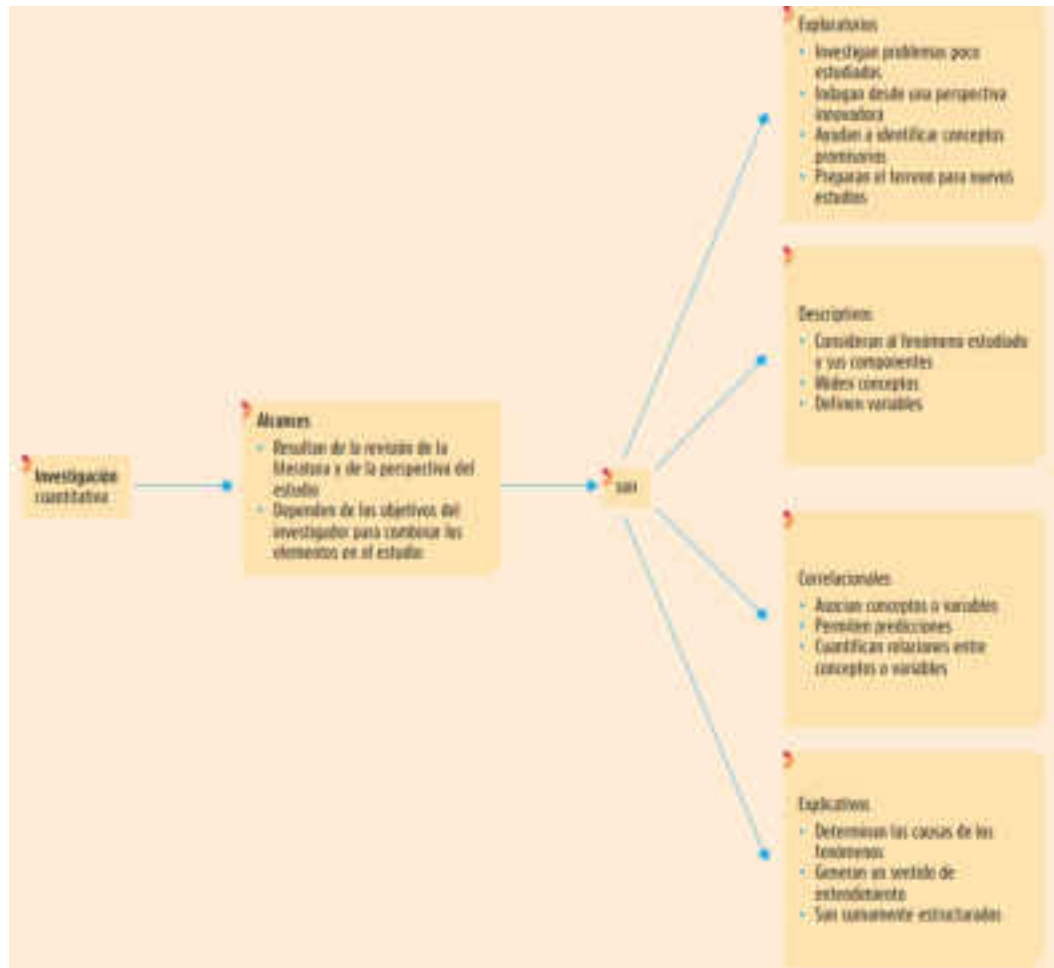 Investigación
cuantitativa
Alcances
• Resultan de la revisión de la
literatura y de la perspectiva del
estudio
• Dependen de los objetivos del
investigador para combinar los
elementos en el estudio
son
Exploratorios
• Investigan problemas poco
estudiados
• Indagan desde una perspectiva
innovadora
• Ayudan a identificar conceptos
promisorios
• Preparan el terreno para nuevos
estudios
Descriptivos
• Consideran al fenómeno estudiado
y sus componentes
• Miden conceptos
• Definen variables
Correlacionales
• Asocian conceptos o variables
• Permiten predicciones
• Cuantifican relaciones entre
conceptos o variables
Explicativos
• Determinan las causas de los
fenómenos
• Generan un sentido de
entendimiento
• Son sumamente estructurados